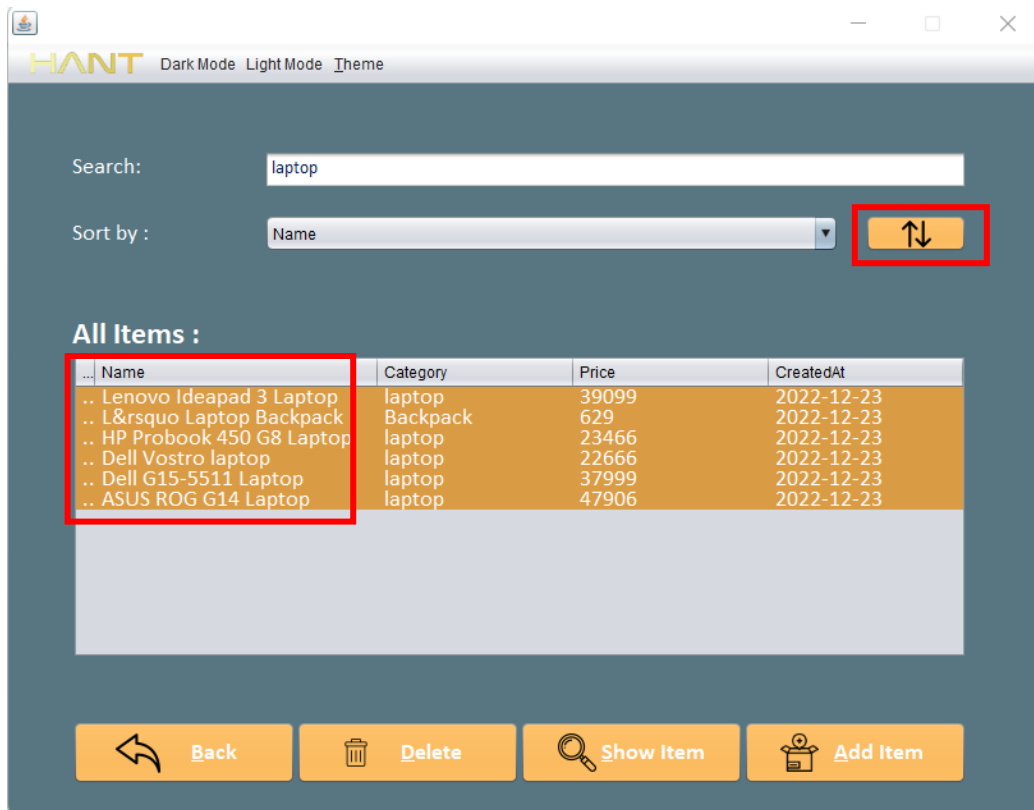 HANT Dark Mode Light Mode Theme
Search: laptop
Sort by : Name
All Items :
... Name Category Price CreatedAt
.. Lenovo Ideapad 3 Laptop laptop 39099 2022-12-23
.. L&rsquo Laptop Backpack Backpack 629 2022-12-23
.. HP Probook 450 G8 Laptop laptop 23466 2022-12-23
.. Dell Vostro laptop laptop 22666 2022-12-23
.. Dell G15-5511 Laptop laptop 37999 2022-12-23
.. ASUS ROG G14 Laptop laptop 47906 2022-12-23
Back Delete Show Item Add Item